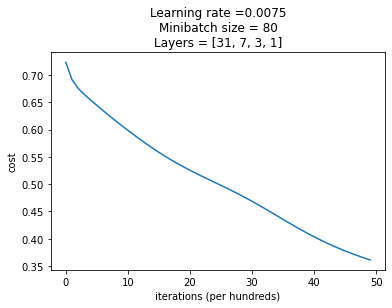 Learning rate =0.0075
Minibatch size = 80
Layers = [31, 7, 3, 1]
0.70
0.65
0.60
0.55
0.50
0.45
0.40
0.35
cost
0 10 20 30 40 50
iterations (per hundreds)